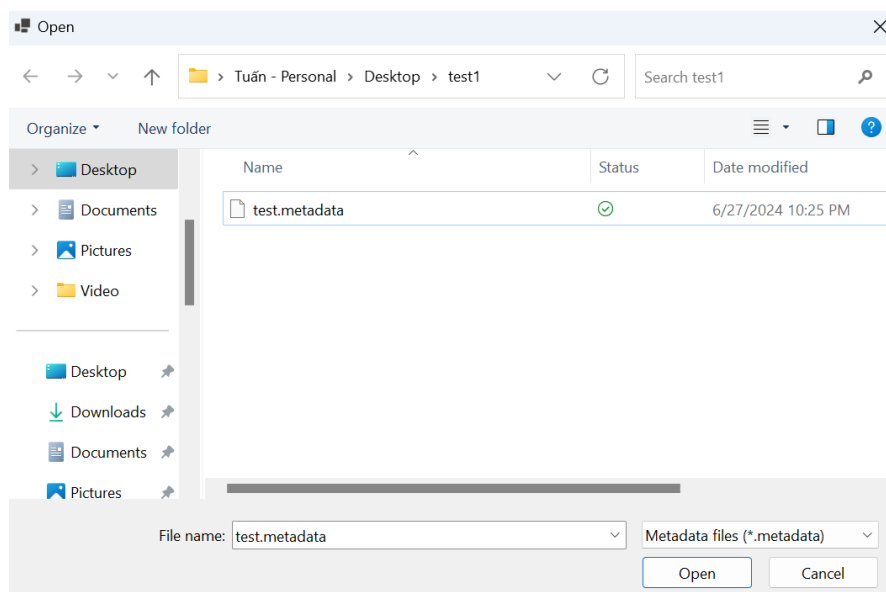 Open
Tuấn - Personal > Desktop > test1
Search test1
Organize
New folder
Desktop
Documents
Pictures
Video
Desktop
Downloads
Documents
Pictures
Name
Status
Date modified
test.metadata
6/27/2024 10:25 PM
File name:
test.metadata
Metadata files (*.metadata)
Open
Cancel